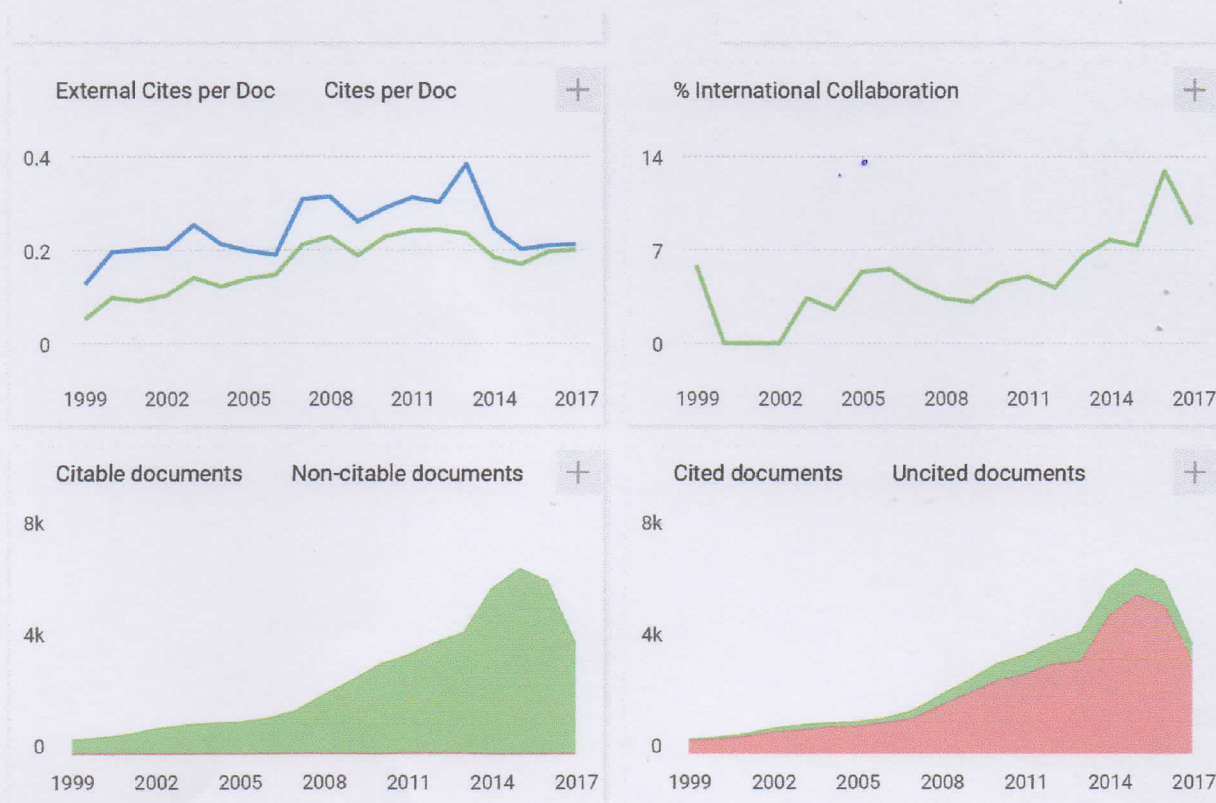 External Cites per Doc Cites per Doc +
0.4
0.2
0
1999 2002 2005 2008 2011 2014 2017
% International Collaboration +
14
7
0
1999 2002 2005 2008 2011 2014 2017
Citable documents Non-citable documents +
8k
4k
0
1999 2002 2005 2008 2011 2014 2017
Cited documents Uncited documents +
8k
4k
0
1999 2002 2005 2008 2011 2014 2017